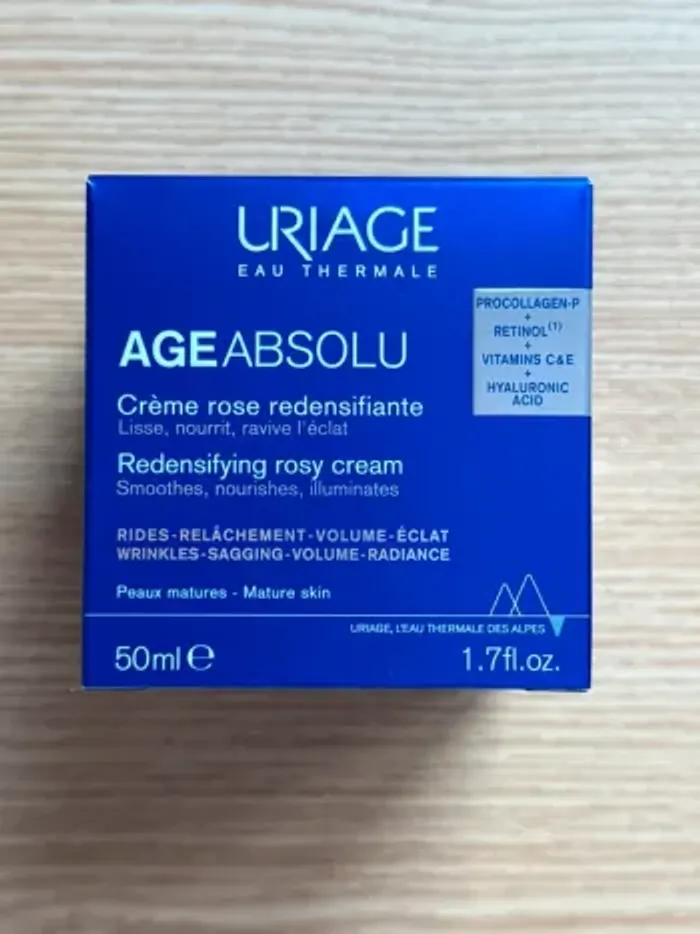 URIAGE
EAU THERMALE
AGE ABSOLU
PROCOLLAGEN-P
+
RETINOL(1)
+
VITAMINS C&E
+
HYALURONIC
ACID
Crème rose redensifiante
Lisse, nourrit, ravive l'éclat
Redensifying rosy cream
Smoothes, nourishes, illuminates
RIDES-RELÂCHEMENT-VOLUME-ÉCLAT
WRINKLES-SAGGING-VOLUME-RADIANCE
Peaux matures - Mature skin
URIAGE, L'EAU THERMALE DES ALPES
50ml ℮
1.7fl.oz.